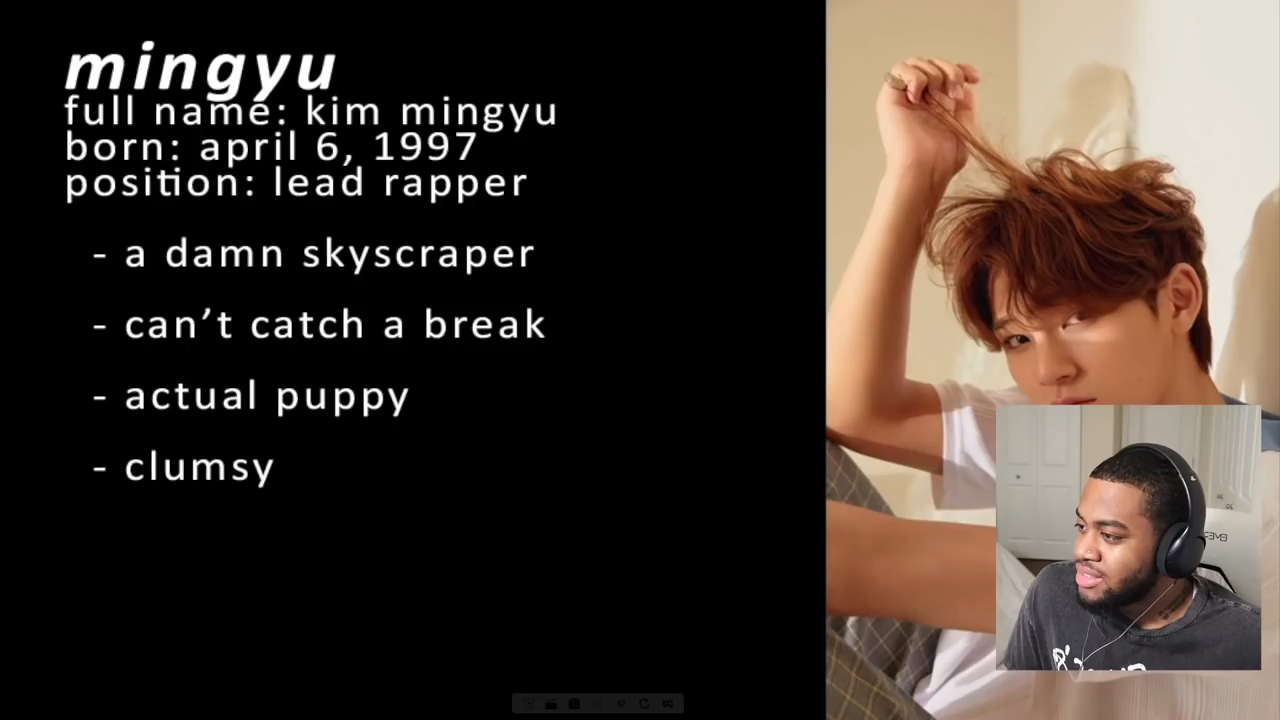 mingyu
full name: kim mingyu
born: april 6, 1997
position: lead rapper
- a damn skyscraper
- can't catch a break
- actual puppy
- clumsy